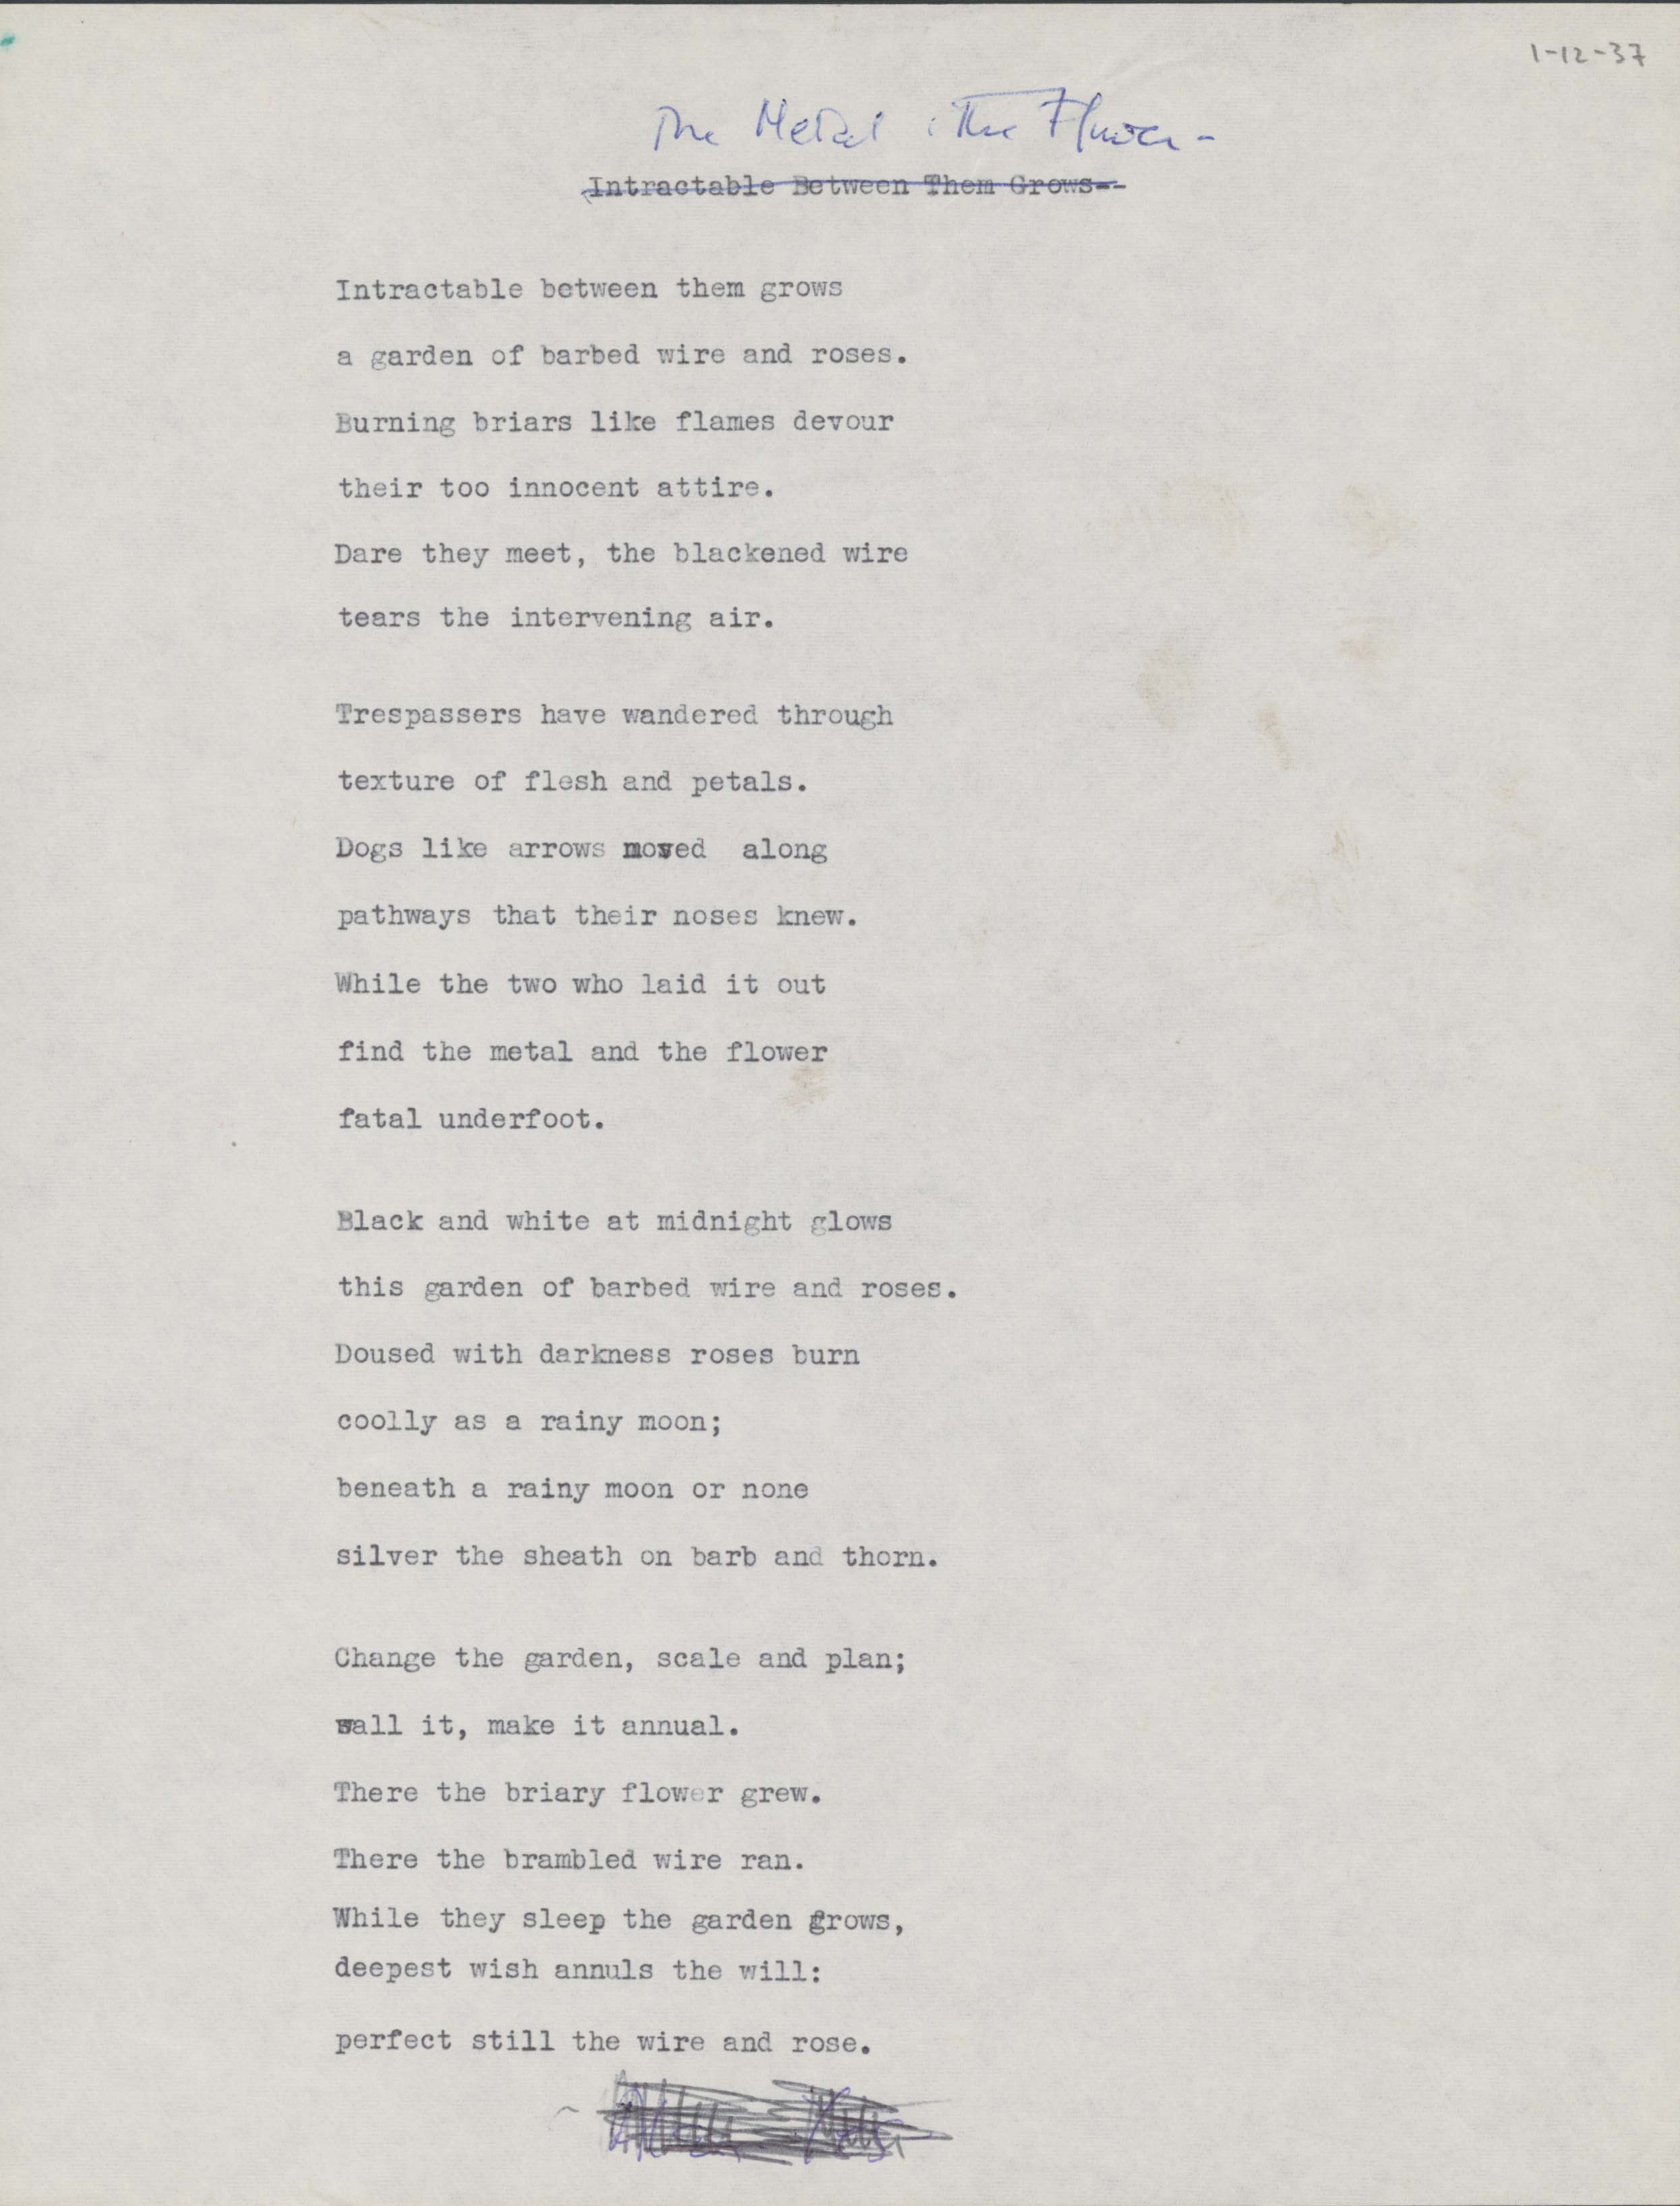 1-12-37
The Metal & The Flower -
Intractable Between Them Grows--
Intractable between them grows
a garden of barbed wire and roses.
Burning briars like flames devour
their too innocent attire.
Dare they meet, the blackened wire
tears the intervening air.
Trespassers have wandered through
texture of flesh and petals.
Dogs like arrows moved along
pathways that their noses knew.
While the two who laid it out
find the metal and the flower
fatal underfoot.
Black and white at midnight glows
this garden of barbed wire and roses.
Doused with darkness roses burn
coolly as a rainy moon;
beneath a rainy moon or none
silver the sheath on barb and thorn.
Change the garden, scale and plan;
wall it, make it annual.
There the briary flower grew.
There the brambled wire ran.
While they sleep the garden grows,
deepest wish annuls the will:
perfect still the wire and rose.